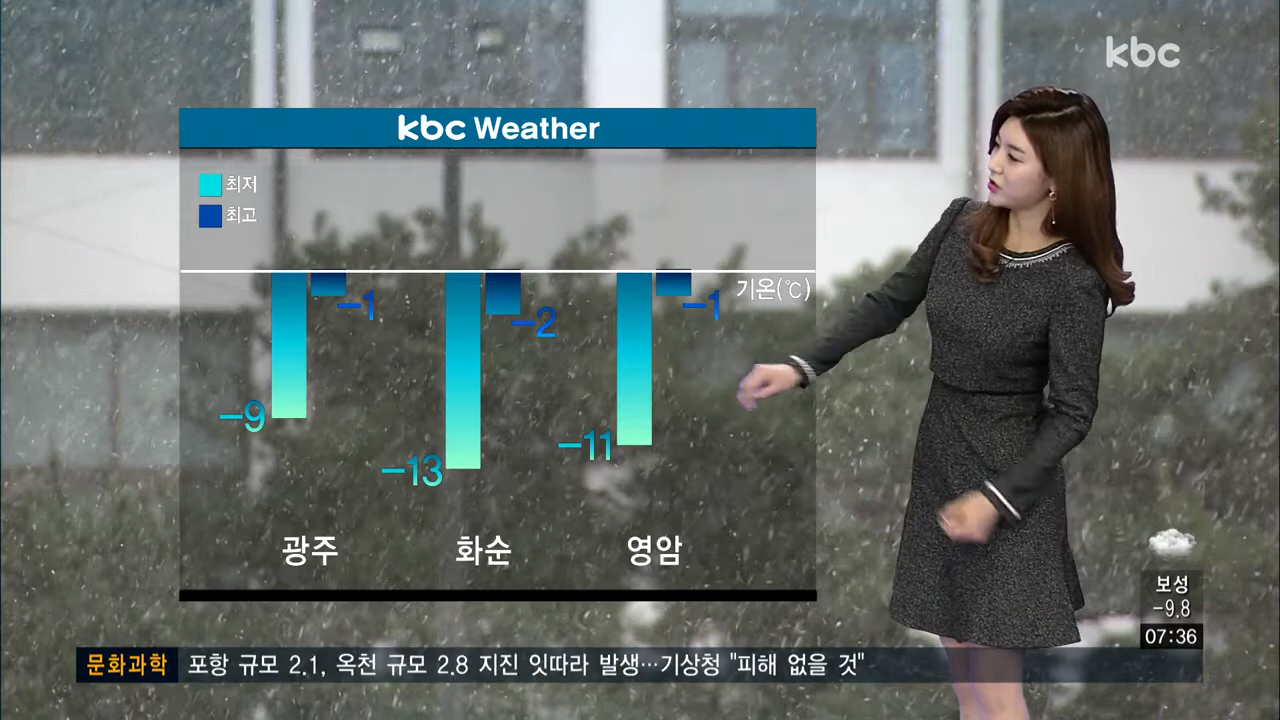 kbc
kbc Weather
최저
최고
기온(℃)
-1
-2
-1
-9
-13
-11
광주
화순
영암
보성
-9.8
07:36
문화과학 포항 규모 2.1, 옥천 규모 2.8 지진 잇따라 발생…기상청 "피해 없을 것"